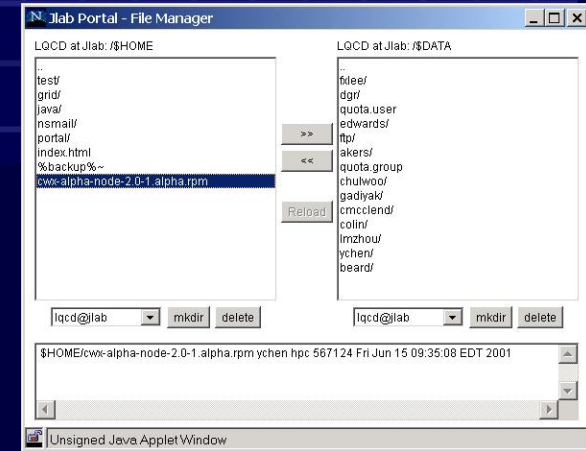 Jlab Portal - File Manager
LQCD at Jlab: /$HOME
..
test/
grid/
java/
nsmail/
portal/
index.html
%backup%~
cwx-alpha-node-2.0-1.alpha.rpm
>>
<<
Reload
LQCD at Jlab: /$DATA
..
fxlee/
dgr/
quota.user
edwards/
ftp/
akers/
quota.group
chulwoo/
gadiyak/
cmcclend/
colin/
lmzhou/
ychen/
beard/
lqcd@jlab mkdir delete
lqcd@jlab mkdir delete
$HOME/cwx-alpha-node-2.0-1.alpha.rpm ychen hpc 567124 Fri Jun 15 09:35:08 EDT 2001
Unsigned Java Applet Window